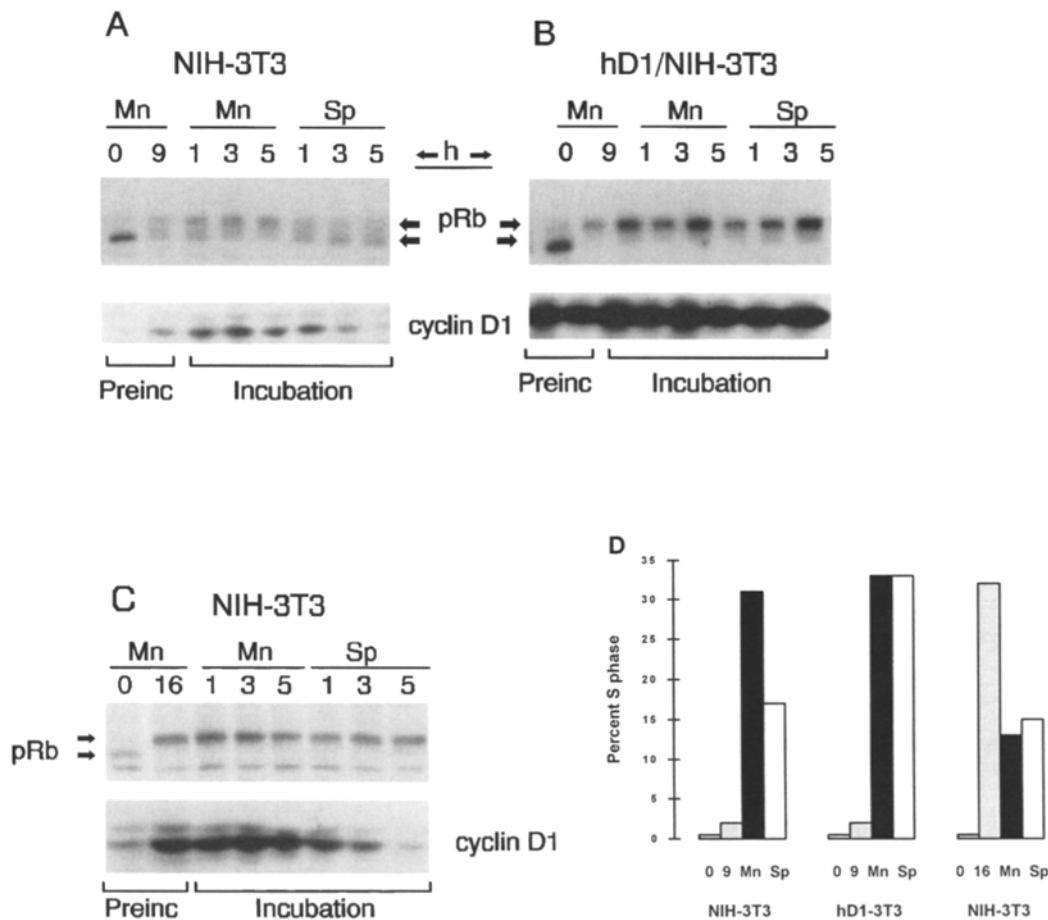 A
NIH-3T3
Mn Mn Sp
0 9 1 3 5 1 3 5
h
B
hD1/NIH-3T3
Mn Mn Sp
0 9 1 3 5 1 3 5
pRb
cyclin D1
Preinc Incubation
Preinc Incubation
C
NIH-3T3
Mn Mn Sp
0 16 1 3 5 1 3 5
pRb
cyclin D1
Preinc Incubation
D
Percent S phase
35
30
25
20
15
10
5
0
0 9 Mn Sp 0 9 Mn Sp 0 16 Mn Sp
NIH-3T3 hD1-3T3 NIH-3T3